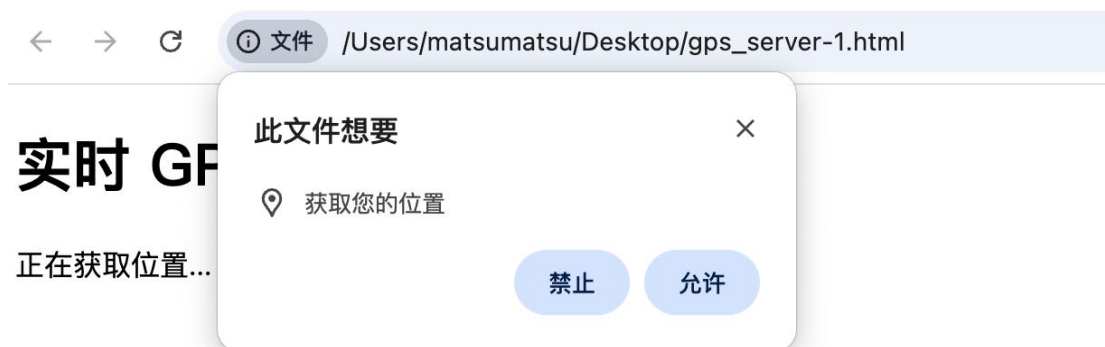 文件 /Users/matsumatsu/Desktop/gps_server-1.html
此文件想要
实时 GP
获取您的位置
正在获取位置...
禁止 允许